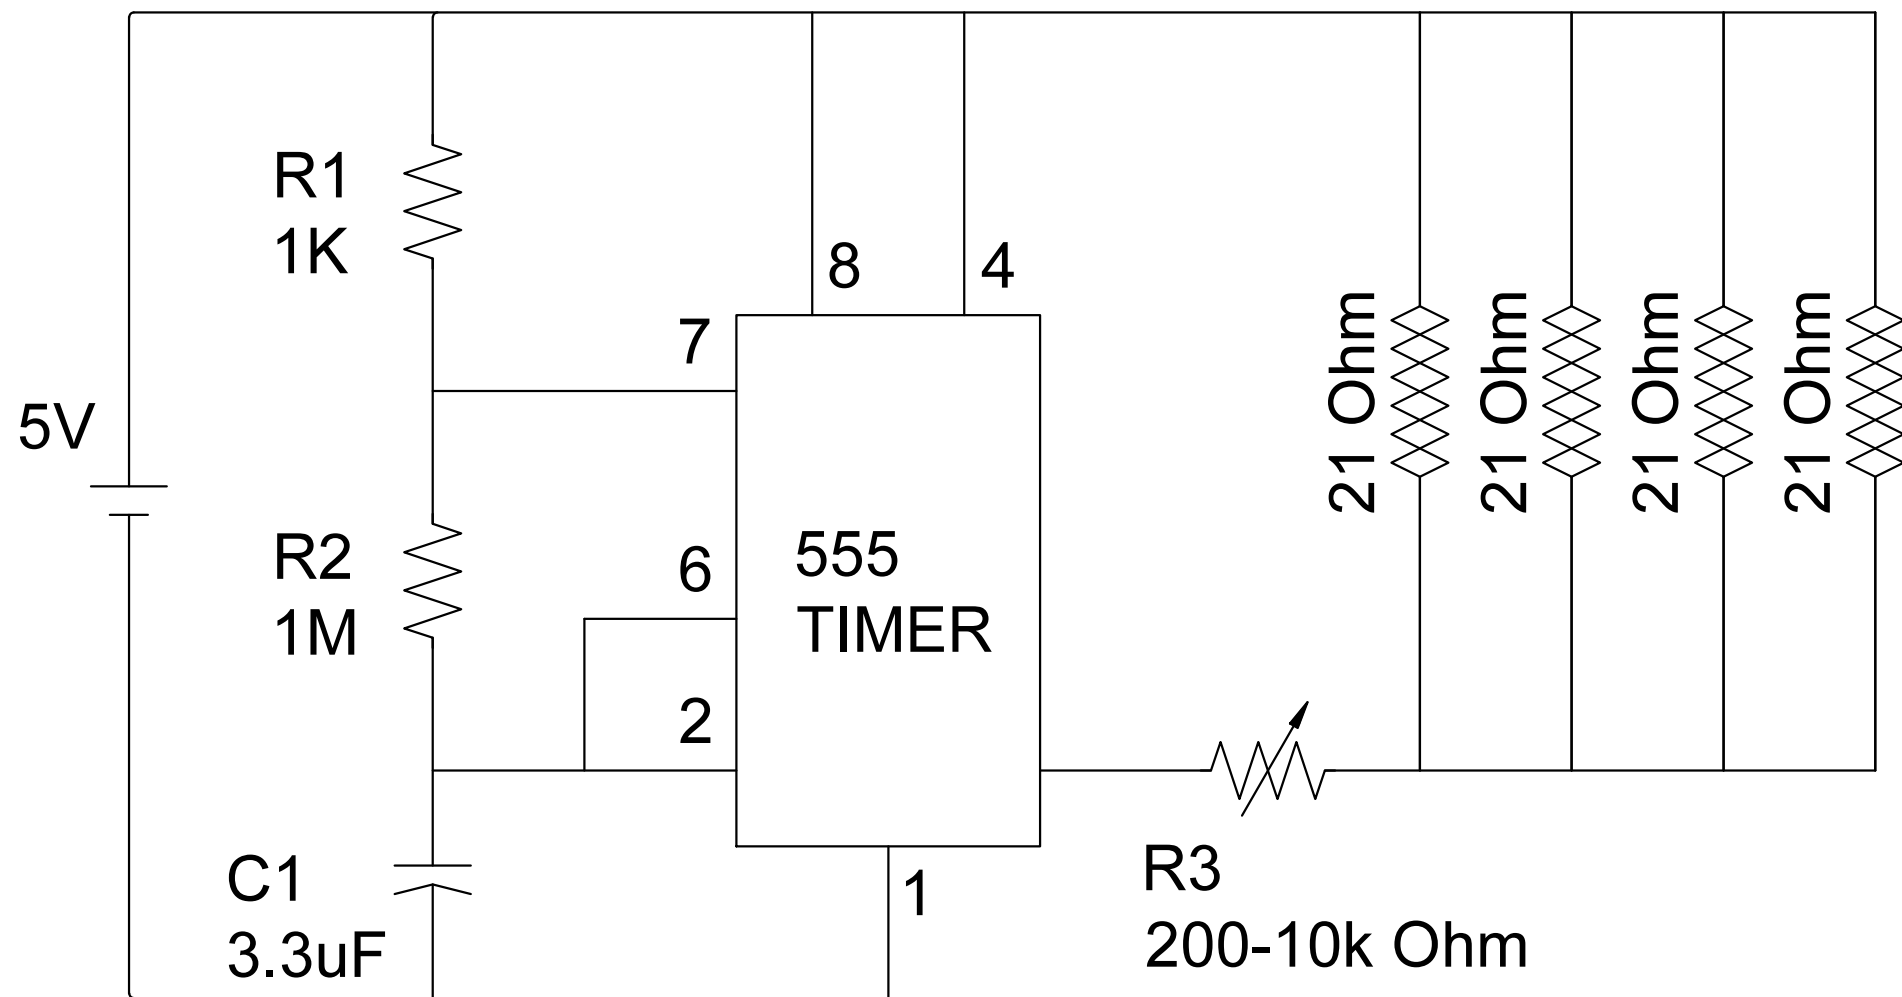 R1
1K
8
4
7
5V
21 Ohm
21 Ohm
21 Ohm
21 Ohm
R2
1M
6
555
TIMER
2
C1
3.3uF
1
R3
200-10k Ohm